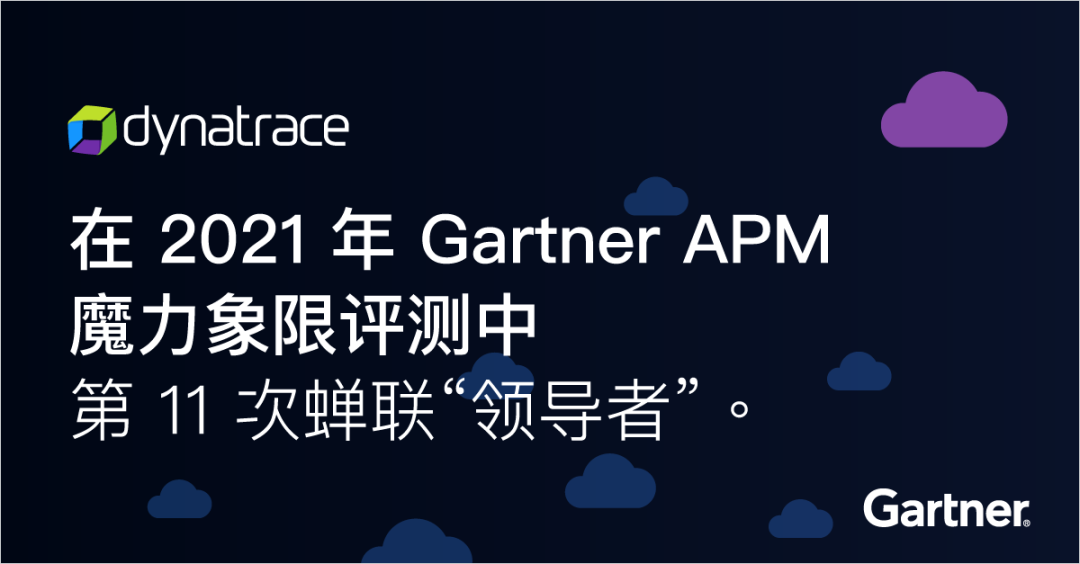 dynatrace
在 2021 年 Gartner APM
魔力象限评测中
第 11 次蝉联“领导者”。
Gartner®